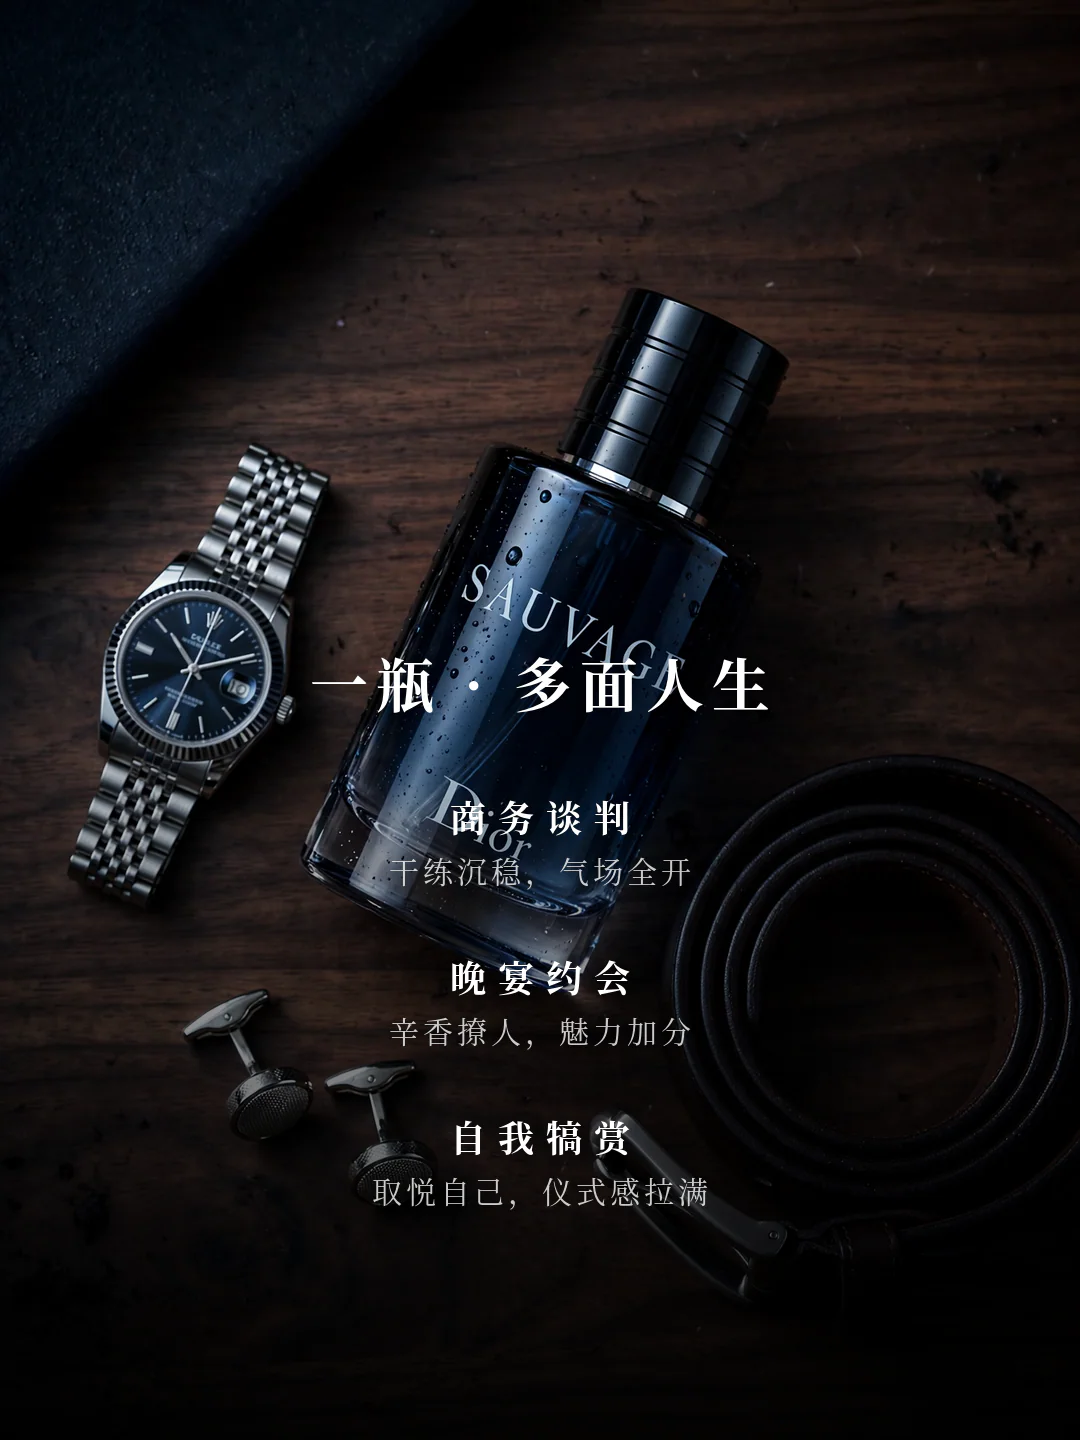 SAUVAGE
一瓶 · 多面人生
Dior
商务谈判
干练沉稳，气场全开
晚宴约会
辛香撩人，魅力加分
自我犒赏
取悦自己，仪式感拉满